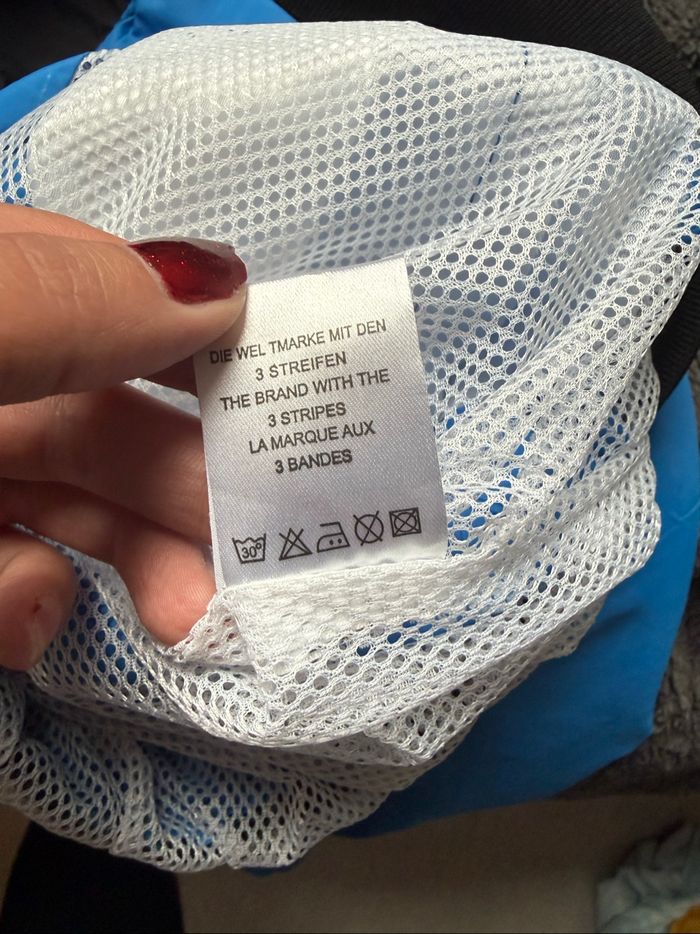 DIE WEL TMARKE MIT DEN
3 STREIFEN
THE BRAND WITH THE
3 STRIPES
LA MARQUE AUX
3 BANDES
30°